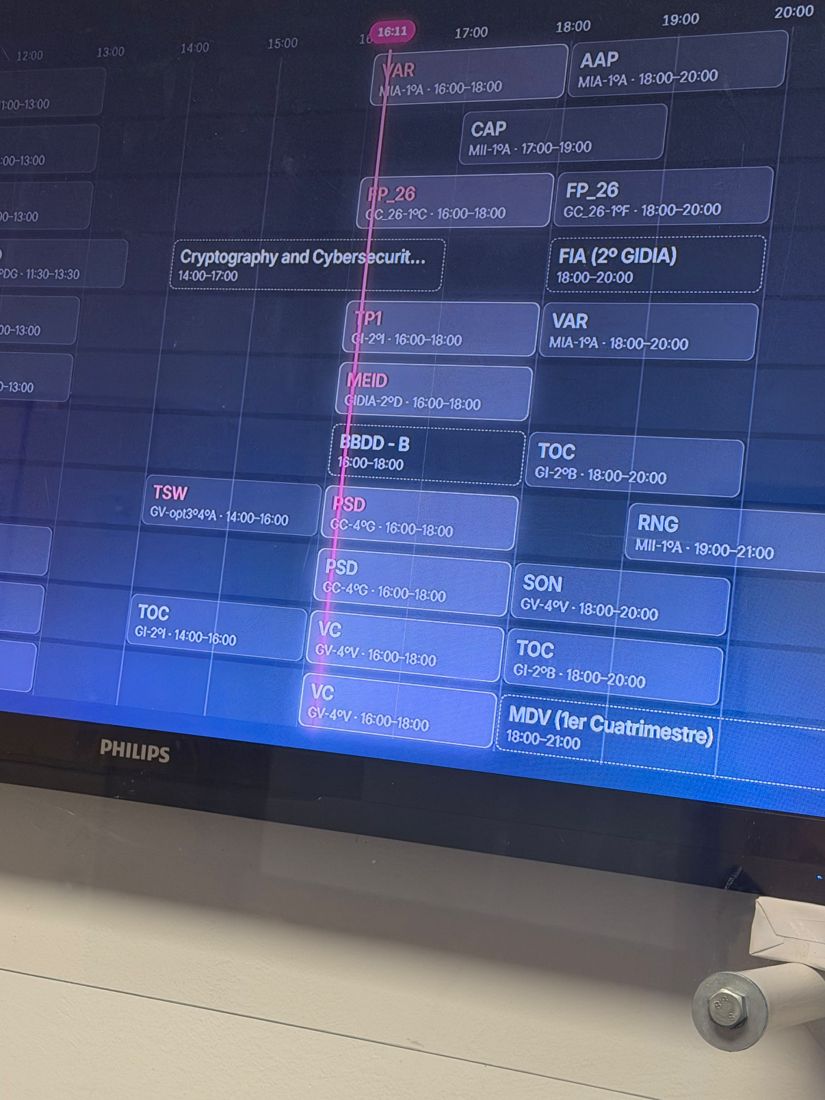 12:00 13:00 14:00 15:00 16:11 17:00 18:00 19:00 20:00
VAR
MIA-1ºA · 16:00-18:00
AAP
MIA-1ºA · 18:00-20:00
:00-13:00
CAP
MII-1ºA · 17:00-19:00
:00-13:00
FP_26
GC_26-1ºC · 16:00-18:00
FP_26
GC_26-1ºF · 18:00-20:00
0-13:00
Cryptography and Cybersecurit...
14:00-17:00
FIA (2º GIDIA)
18:00-20:00
PDG · 11:30-13:30
TP1
GI-2ºI · 16:00-18:00
VAR
MIA-1ºA · 18:00-20:00
00-13:00
MEID
GIDIA-2ºD · 16:00-18:00
0-13:00
BBDD - B
16:00-18:00
TOC
GI-2ºB · 18:00-20:00
TSW
GV-opt3º4ºA · 14:00-16:00
PSD
GC-4ºG · 16:00-18:00
RNG
MII-1ºA · 19:00-21:00
PSD
GC-4ºG · 16:00-18:00
SON
GV-4ºV · 18:00-20:00
TOC
GI-2ºI · 14:00-16:00
VC
GV-4ºV · 16:00-18:00
TOC
GI-2ºB · 18:00-20:00
VC
GV-4ºV · 16:00-18:00
MDV (1er Cuatrimestre)
18:00-21:00
PHILIPS